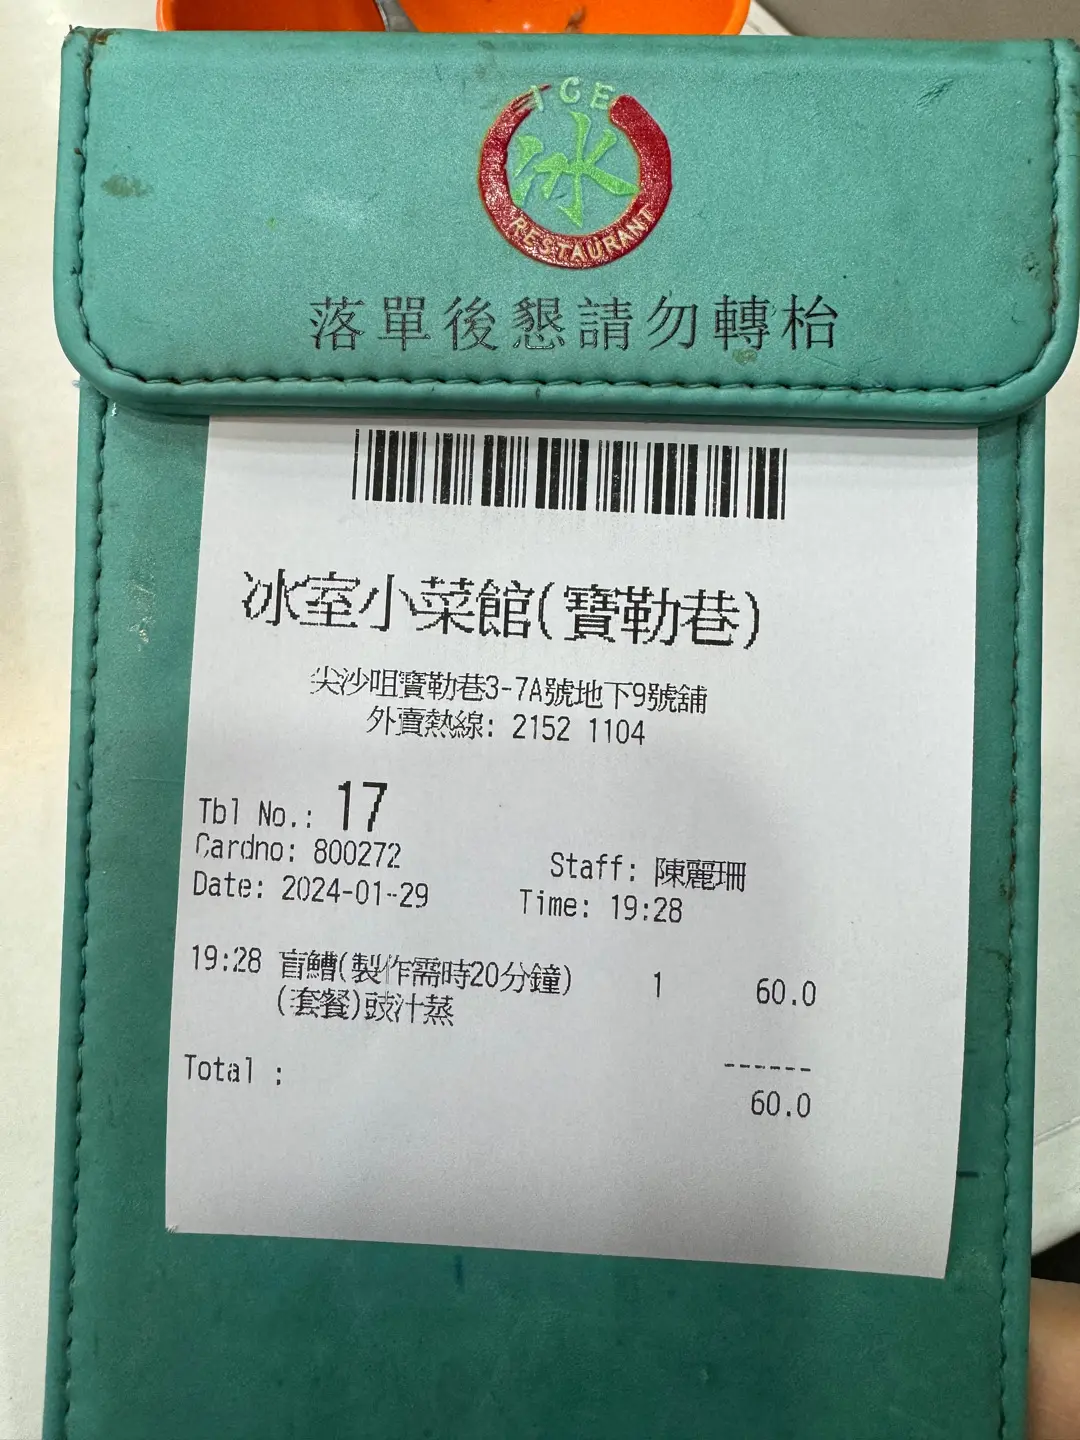 ICE
冰
RESTAURANT
落單後懇請勿轉枱
冰室小菜館(寶勒巷)
尖沙咀寶勒巷3-7A號地下9號舖
外賣熱線: 2152 1104
Tbl No.: 17
Cardno: 800272
Staff: 陳麗珊
Date: 2024-01-29 Time: 19:28
19:28 盲鰽(製作需時20分鐘) 1 60.0
(套餐)豉汁蒸
------
Total : 60.0